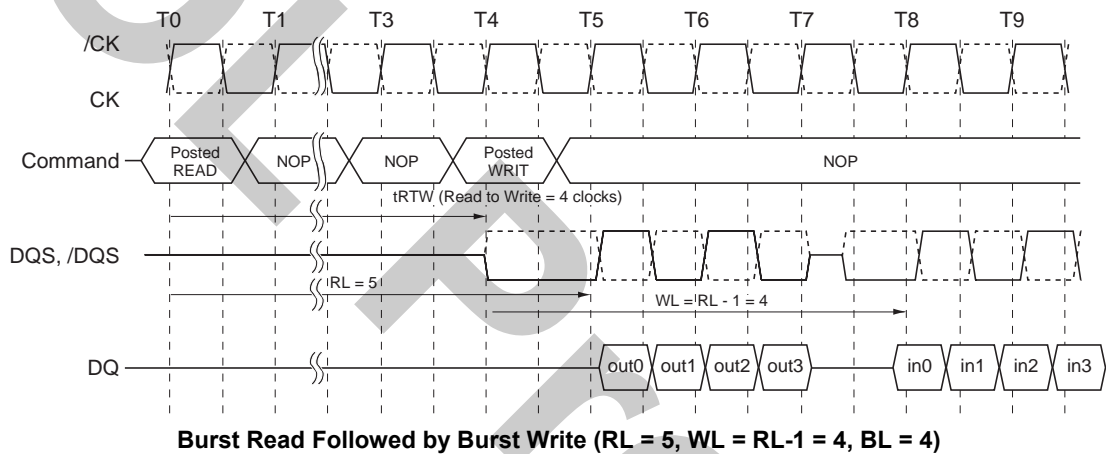 T0 T1 T3 T4 T5 T6 T7 T8 T9
/CK
CK
Command
Posted READ
NOP
NOP
Posted WRIT
NOP
tRTW (Read to Write = 4 clocks)
DQS, /DQS
RL = 5
WL = RL - 1 = 4
DQ
out0 out1 out2 out3 in0 in1 in2 in3
Burst Read Followed by Burst Write (RL = 5, WL = RL-1 = 4, BL = 4)